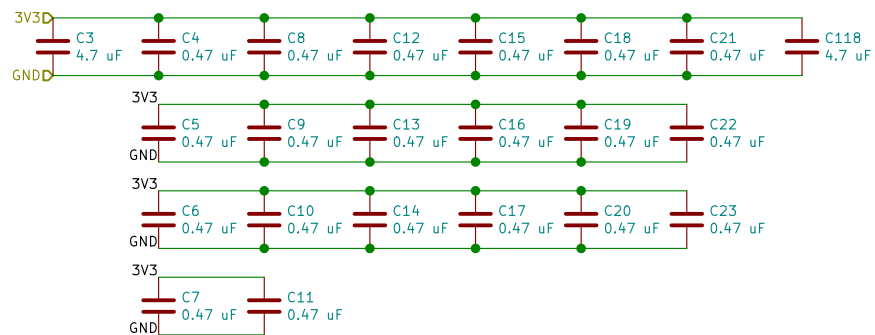 3V3
C3 C4 C8 C12 C15 C18 C21 C118
4.7 uF 0.47 uF 0.47 uF 0.47 uF 0.47 uF 0.47 uF 0.47 uF 4.7 uF
GND
3V3
C5 C9 C13 C16 C19 C22
0.47 uF 0.47 uF 0.47 uF 0.47 uF 0.47 uF 0.47 uF
GND
3V3
C6 C10 C14 C17 C20 C23
0.47 uF 0.47 uF 0.47 uF 0.47 uF 0.47 uF 0.47 uF
GND
3V3
C7 C11
0.47 uF 0.47 uF
GND